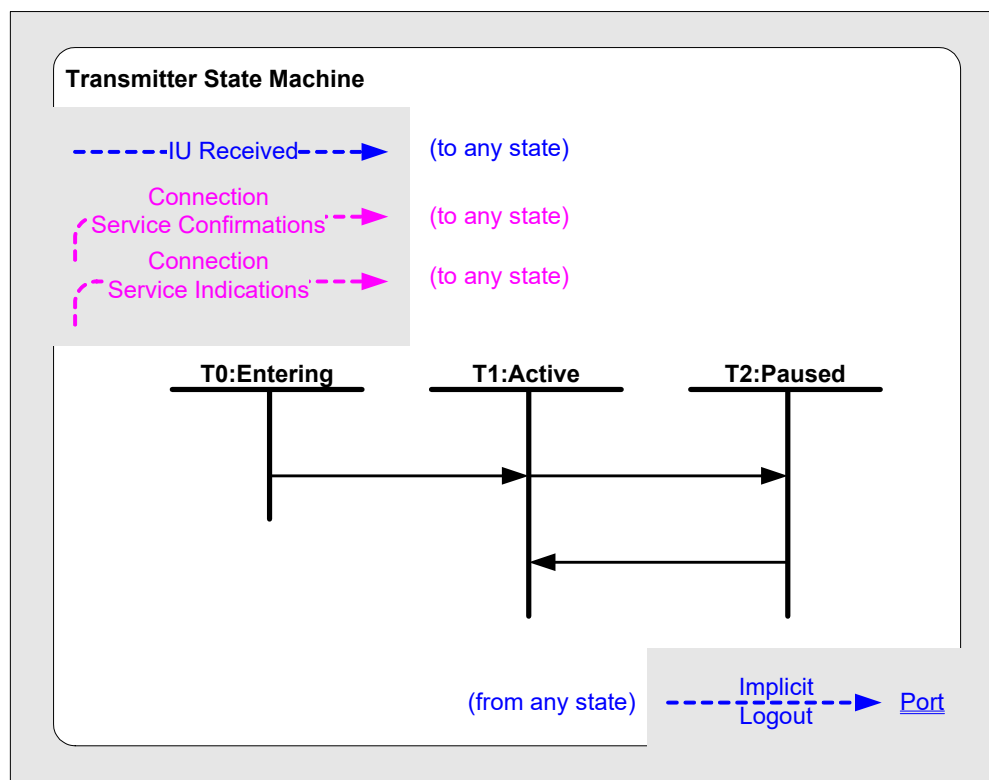 Transmitter State Machine
IU Received
(to any state)
Connection
Service Confirmations
(to any state)
Connection
Service Indications
(to any state)
T0:Entering
T1:Active
T2:Paused
(from any state)
Implicit
Logout
Port